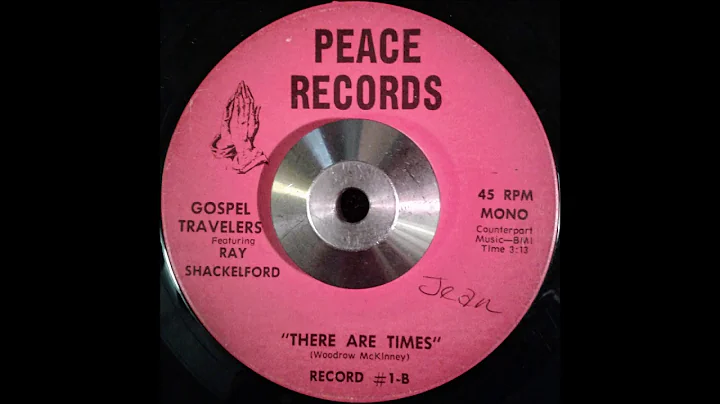 PEACE
RECORDS
GOSPEL
TRAVELERS
Featuring
RAY
SHACKELFORD
45 RPM
MONO
Counterpart
Music—BMI
Time 3:13
Jean
"THERE ARE TIMES"
(Woodrow McKinney)
RECORD #1-B